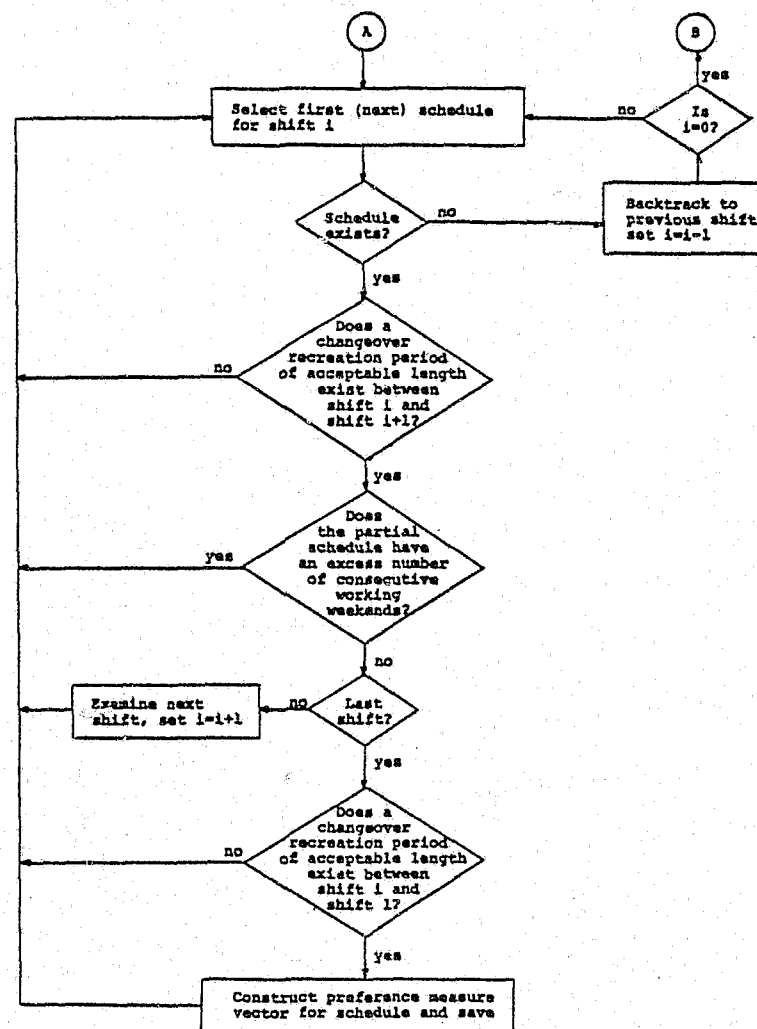 A
B
yes
Select first (next) schedule
for shift i
no
Is
i=0?
Schedule
exists?
no
Backtrack to
previous shift
set i=i-1
yes
Does a
changeover
recreation period
of acceptable length
exist between
shift i and
shift i+1?
no
yes
Does
the partial
schedule have
an excess number
of consecutive
working
weekends?
yes
no
Examine next
shift, set i=i+1
no
Last
shift?
yes
Does a
changeover
recreation period
of acceptable length
exist between
shift i and
shift 1?
no
yes
Construct preference measure
vector for schedule and save